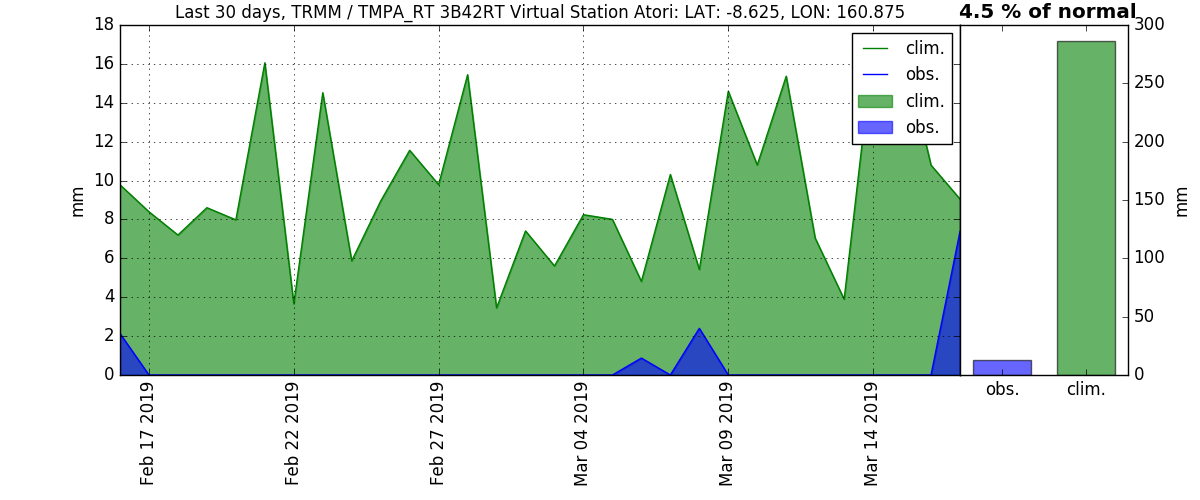 Last 30 days, TRMM / TMPA_RT 3B42RT Virtual Station Atori: LAT: -8.625, LON: 160.875
4.5 % of normal
mm
18
16
14
12
10
8
6
4
2
0
clim.
obs.
clim.
obs.
Feb 17 2019
Feb 22 2019
Feb 27 2019
Mar 04 2019
Mar 09 2019
Mar 14 2019
300
250
200
150
100
50
0
mm
obs.
clim.